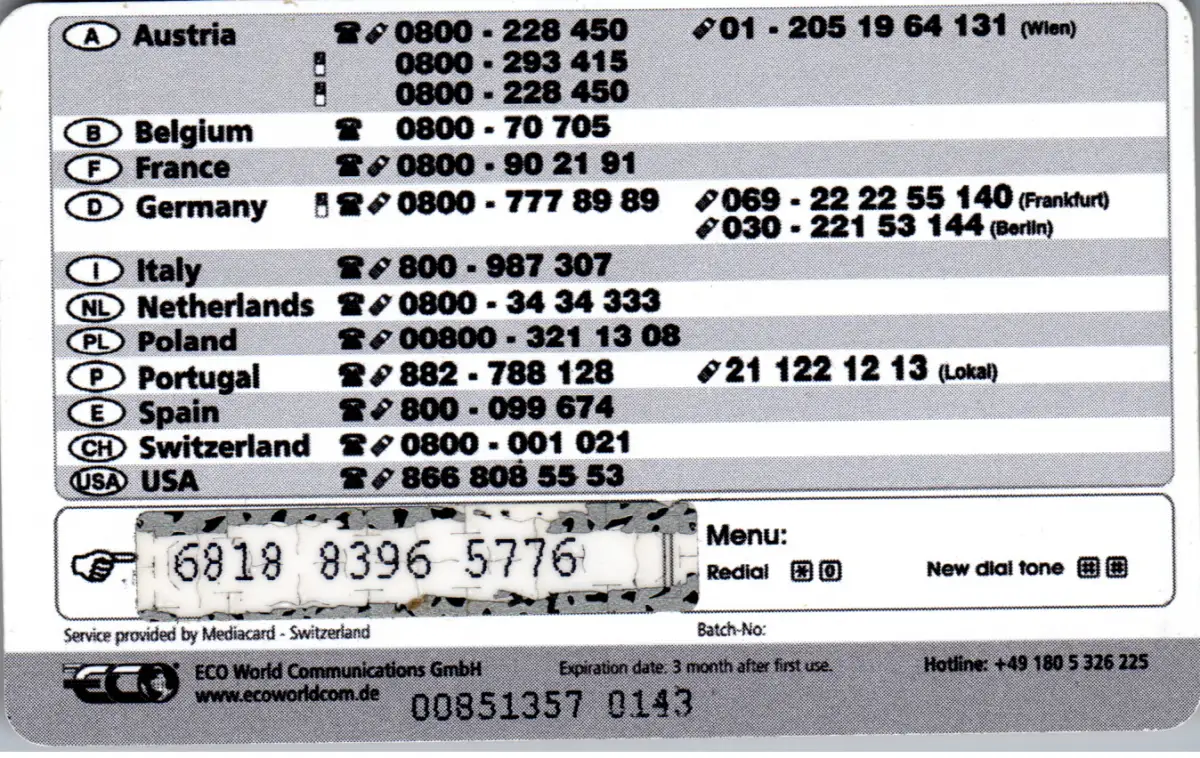 A Austria 0800 - 228 450 01 - 205 19 64 131 (Wien)
0800 - 293 415
0800 - 228 450
B Belgium 0800 - 70 705
F France 0800 - 90 21 91
D Germany 0800 - 777 89 89 069 - 22 22 55 140 (Frankfurt)
030 - 221 53 144 (Berlin)
I Italy 800 - 987 307
NL Netherlands 0800 - 34 34 333
PL Poland 00800 - 321 13 08
P Portugal 882 - 788 128 21 122 12 13 (Lokal)
E Spain 800 - 099 674
CH Switzerland 0800 - 001 021
USA USA 866 808 55 53
6818 8396 5776
Menu:
Redial * 0 New dial tone # #
Service provided by Mediacard - Switzerland Batch-No:
ECO ECO World Communications GmbH Expiration date: 3 month after first use. Hotline: +49 180 5 326 225
www.ecoworldcom.de
00851357 0143